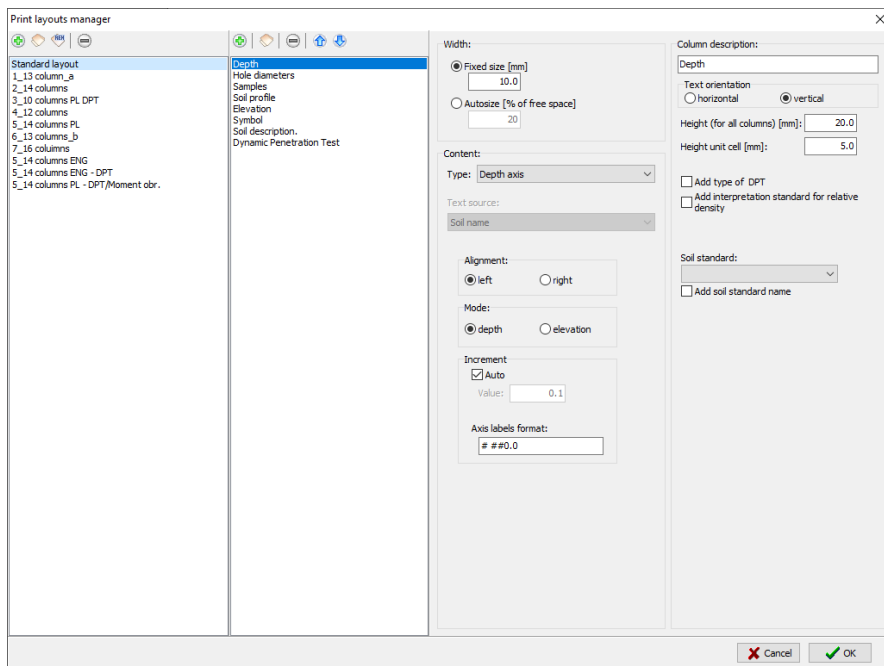 Print layouts manager
Standard layout
1_13 column_a
2_14 columns
3_10 columns PL DPT
4_12 columns
5_14 columns PL
6_13 columns_b
7_16 coluimns
5_14 columns ENG
5_14 columns ENG - DPT
5_14 columns PL - DPT/Moment obr.
Depth
Hole diameters
Samples
Soil profile
Elevation
Symbol
Soil description.
Dynamic Penetration Test
Width:
Fixed size [mm]
10.0
Autosize [% of free space]
20
Content:
Type: Depth axis
Text source:
Soil name
Alignment:
left right
Mode:
depth elevation
Increment
Auto
Value: 0.1
Axis labels format:
# ##0.0
Column description:
Depth
Text orientation
horizontal vertical
Height (for all columns) [mm]: 20.0
Height unit cell [mm]: 5.0
Add type of DPT
Add interpretation standard for relative
density
Soil standard:
Add soil standard name
Cancel OK